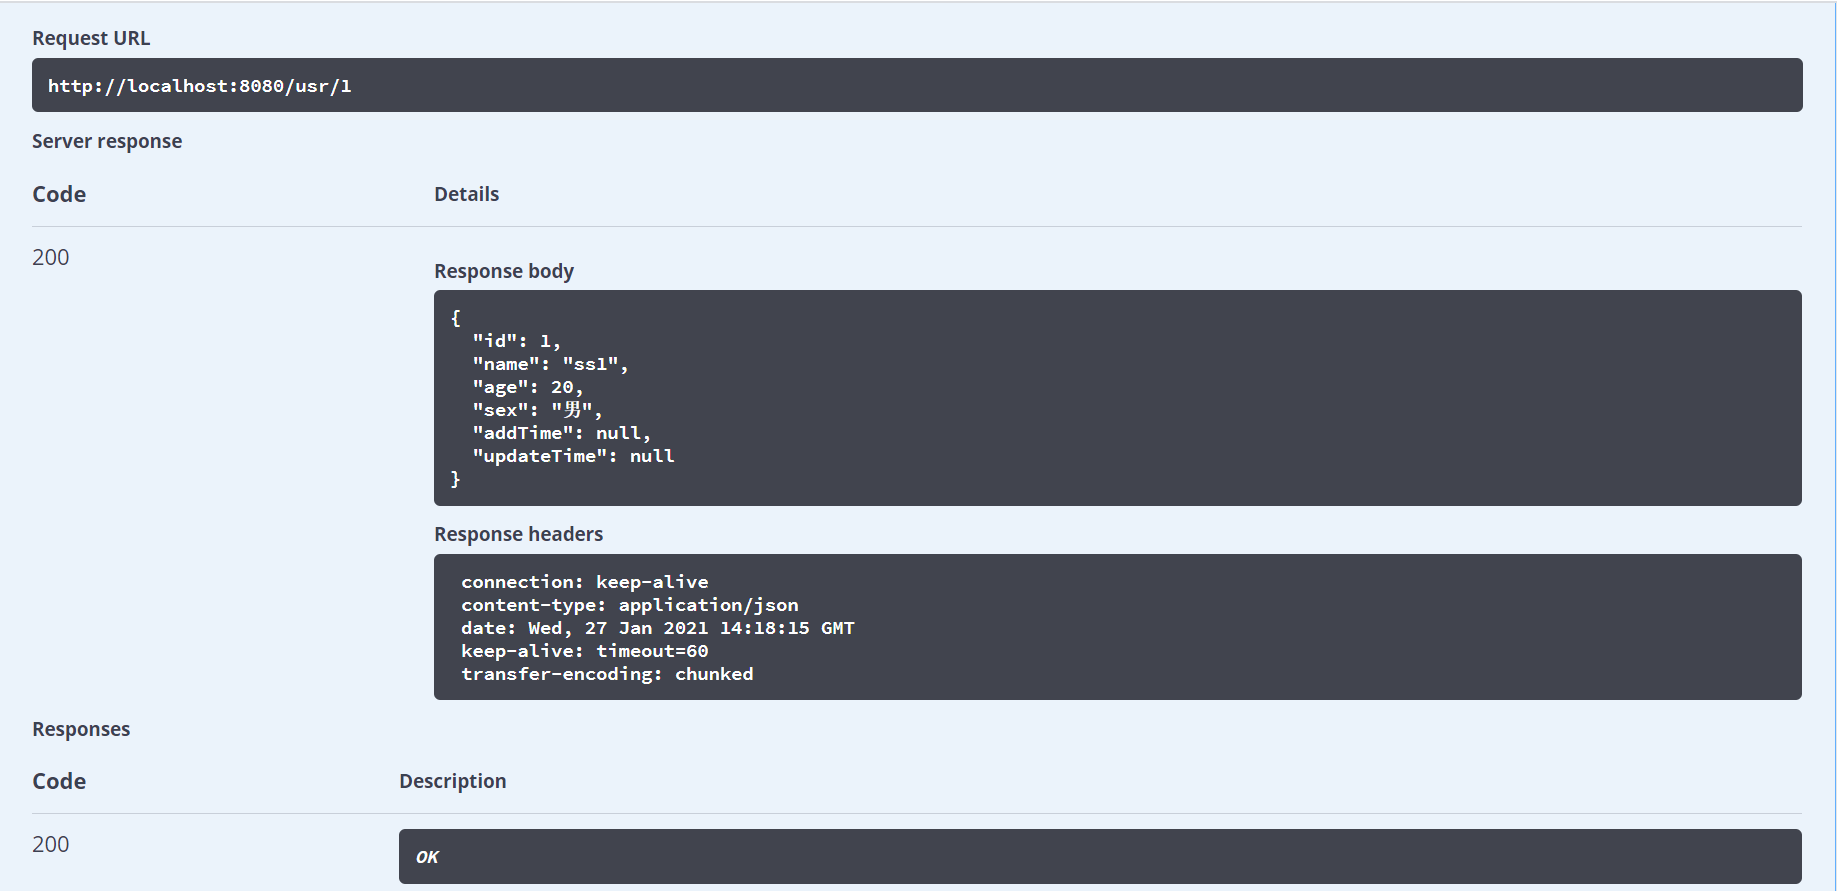 Request URL
http://localhost:8080/usr/1
Server response
Code Details
200
Response body
{
  "id": 1,
  "name": "ss1",
  "age": 20,
  "sex": "男",
  "addTime": null,
  "updateTime": null
}
Response headers
connection: keep-alive
content-type: application/json
date: Wed, 27 Jan 2021 14:18:15 GMT
keep-alive: timeout=60
transfer-encoding: chunked
Responses
Code Description
200
OK